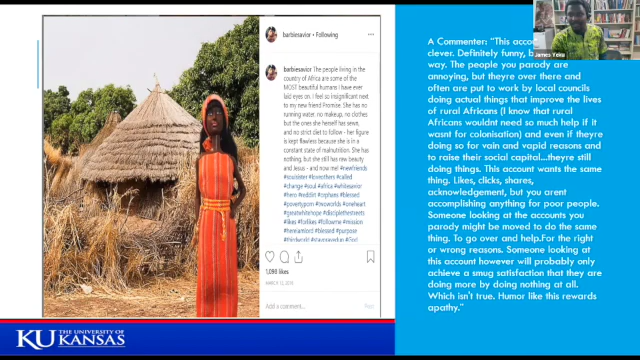 barbiesavior • Following
barbiesavior The people living in the
country of Africa are some of the
MOST beautiful humans I have ever
laid eyes on. I feel so insignificant next
to my new friend Promise. She has no
running water, no makeup, no clothes
but the ones she herself has sewn,
and no strict diet to follow - her figure
is kept flawless because she is in a
constant state of malnutrition. She
has nothing, but she still has new beauty
and Jesus - and now me! #newfriends
#soulsister #loveothers #called
#change #soul #africa #whitesavior
#hero #reddirt #orphans #blessed
#povertyporn #twoworlds #oneheart
#greatwhitehope #disciplethestreets
#likes #forlikes #followme #mission
#herrelamlord #blessed #purpose
1,098 likes
MARCH 12, 2018
Add a comment...
Post
A Commenter: "This
clever. Definitely funny,
way. The people you parody are
annoying, but theyre over there and
often are put to work by local councils
doing actual things that improve the lives
of rural Africans (I know that rural
Africans wouldnt need so much help if it
wasnt for colonisation) and even if theyre
doing so for vain and vapid reasons and
to raise their social capital...theyre still
doing things. This account wants the same
thing. Likes, clicks, shares,
acknowledgement, but you arent
accomplishing anything for poor people.
Someone looking at the accounts you
parody might be moved to do the same
thing. To go over and help.For the right
or wrong reasons. Someone looking at
this account however will probably only
achieve a smug satisfaction that they are
doing more by doing nothing at all.
Which isn't true. Humor like this rewards
apathy."
James Yeku
KU THE UNIVERSITY OF
KANSAS